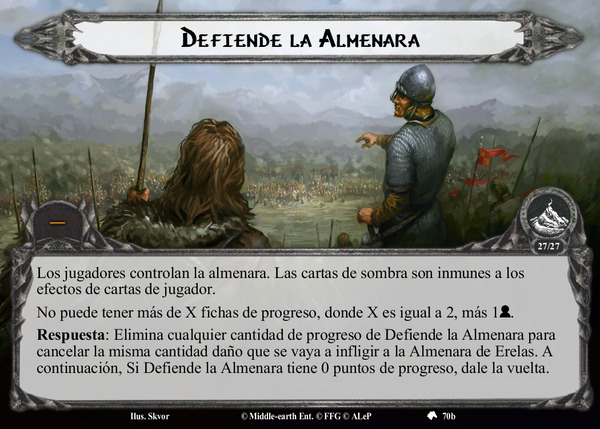 Defiende la Almenara
–
27/27
Los jugadores controlan la almenara. Las cartas de sombra son inmunes a los
efectos de cartas de jugador.
No puede tener más de X fichas de progreso, donde X es igual a 2, más 1.
Respuesta: Elimina cualquier cantidad de progreso de Defiende la Almenara para
cancelar la misma cantidad daño que se vaya a infligir a la Almenara de Erelas. A
continuación, Si Defiende la Almenara tiene 0 puntos de progreso, dale la vuelta.
Ilus. Skvor
© Middle-earth Ent. © FFG © ALeP
70b